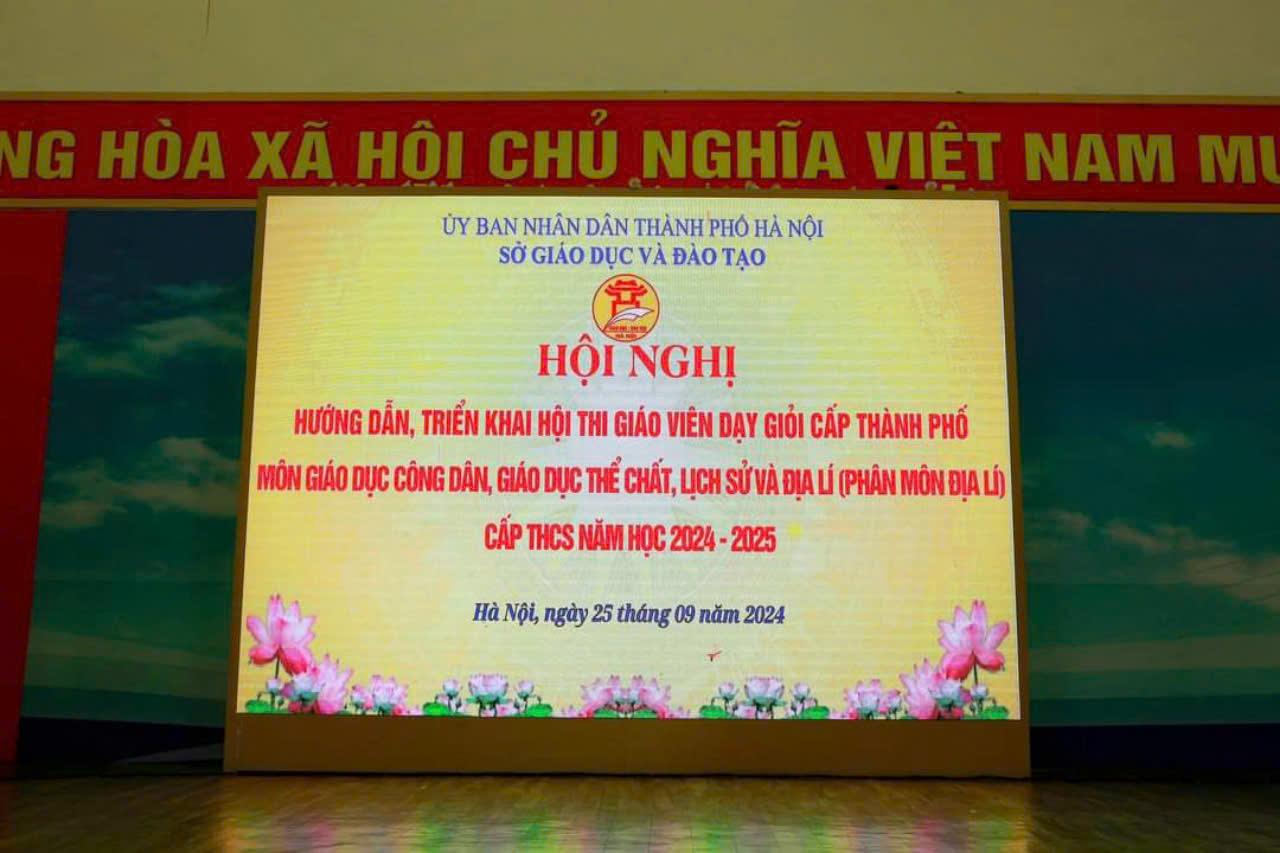 NG HÒA XÃ HỘI CHỦ NGHĨA VIỆT NAM MU
ỦY BAN NHÂN DÂN THÀNH PHỐ HÀ NỘI
SỞ GIÁO DỤC VÀ ĐÀO TẠO
HÀ NỘI
HỘI NGHỊ
HƯỚNG DẪN, TRIỂN KHAI HỘI THI GIÁO VIÊN DẠY GIỎI CẤP THÀNH PHỐ
MÔN GIÁO DỤC CÔNG DÂN, GIÁO DỤC THỂ CHẤT, LỊCH SỬ VÀ ĐỊA LÍ (PHÂN MÔN ĐỊA LÍ)
CẤP THCS NĂM HỌC 2024 - 2025
Hà Nội, ngày 25 tháng 09 năm 2024